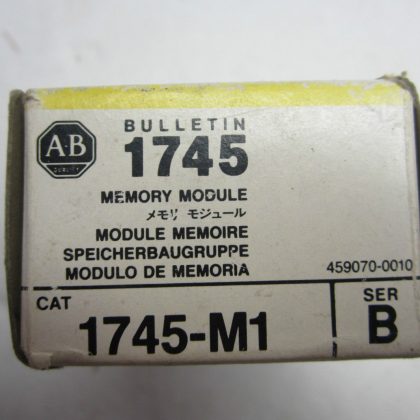 A-B
QUALITY
BULLETIN
1745
MEMORY MODULE
メモリ モジュール
MODULE MEMOIRE
SPEICHERBAUGRUPPE
MODULO DE MEMORIA
459070-0010
CAT
1745-M1
SER
B